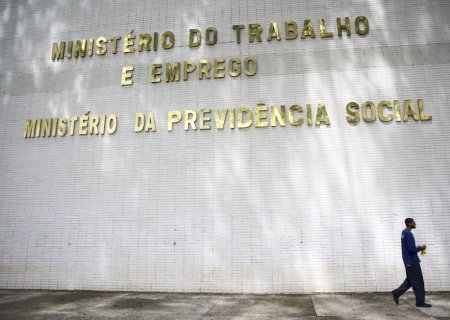 MINISTÉRIO DO TRABALHO
E EMPREGO
MINISTÉRIO DA PREVIDÊNCIA SOCIAL